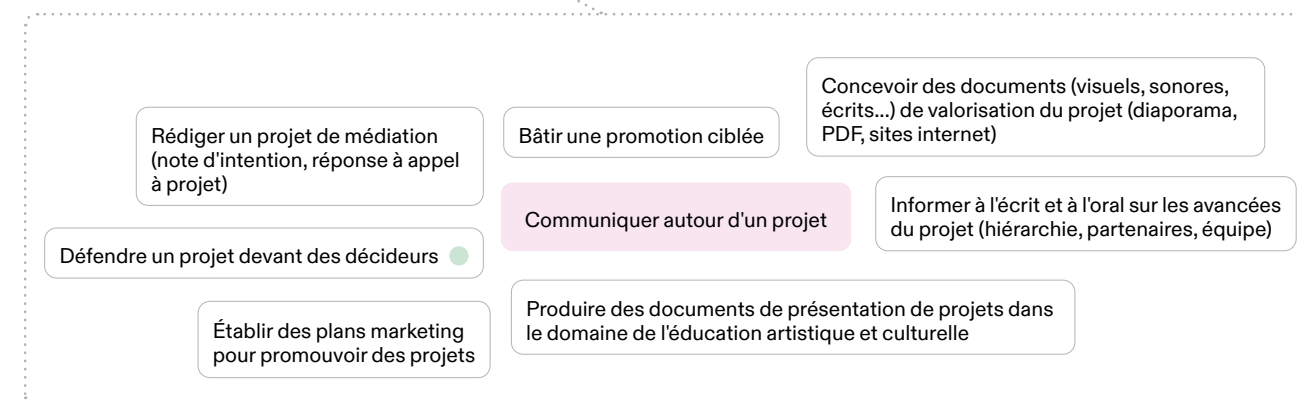 Concevoir des documents (visuels, sonores,
écrits...) de valorisation du projet (diaporama,
PDF, sites internet)
Rédiger un projet de médiation
(note d'intention, réponse à appel
à projet)
Bâtir une promotion ciblée
Communiquer autour d'un projet
Informer à l'écrit et à l'oral sur les avancées
du projet (hiérarchie, partenaires, équipe)
Défendre un projet devant des décideurs
Produire des documents de présentation de projets dans
le domaine de l'éducation artistique et culturelle
Établir des plans marketing
pour promouvoir des projets